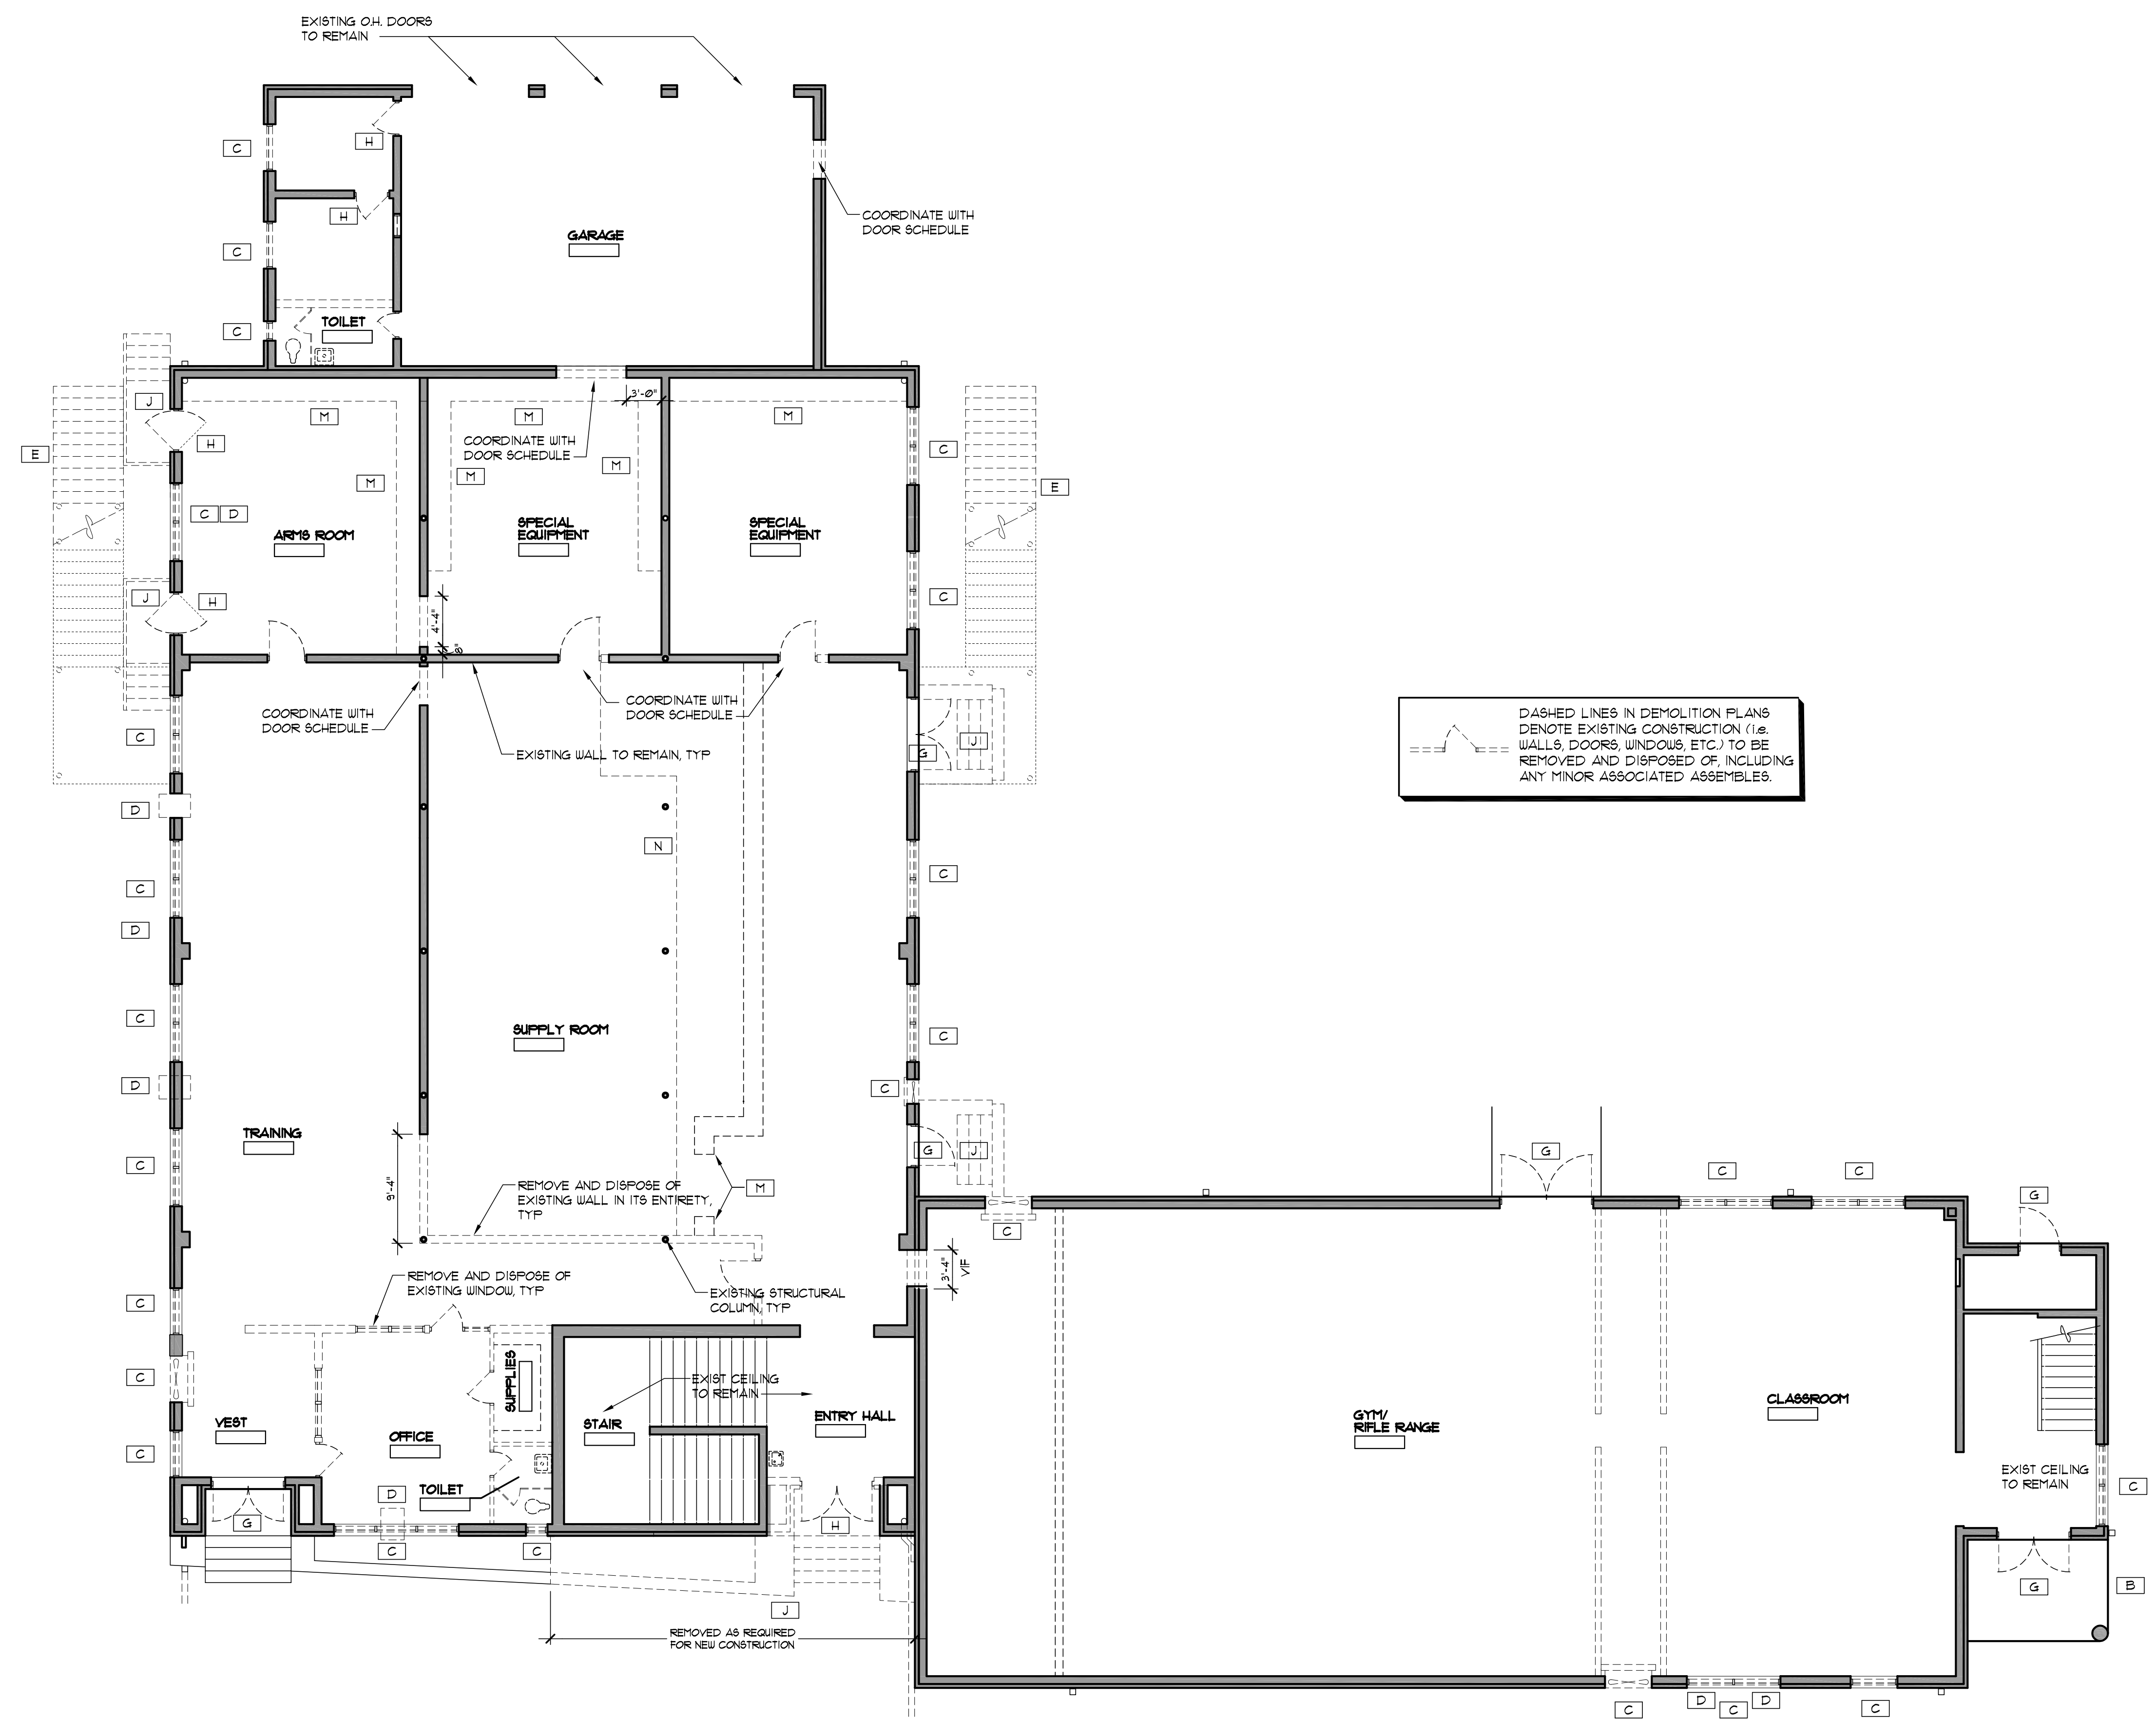 EXISTING O.H. DOORS
TO REMAIN
H
C
H
COORDINATE WITH
DOOR SCHEDULE
GARAGE
C
TOILET
C
S
J
M
M
3'-0"
M
H
COORDINATE WITH
DOOR SCHEDULE
C
E
M
M
M
E
C
D
SPECIAL
EQUIPMENT
SPECIAL
EQUIPMENT
ARMS ROOM
J
H
C
4'-4"
8"
COORDINATE WITH
DOOR SCHEDULE
COORDINATE WITH
DOOR SCHEDULE
C
EXISTING WALL TO REMAIN, TYP
G
J
DASHED LINES IN DEMOLITION PLANS
DENOTE EXISTING CONSTRUCTION (i.e.
WALLS, DOORS, WINDOWS, ETC.) TO BE
REMOVED AND DISPOSED OF, INCLUDING
ANY MINOR ASSOCIATED ASSEMBLES.
D
N
C
C
D
C
SUPPLY ROOM
C
D
C
TRAINING
G
J
G
C
C
C
9'-4"
REMOVE AND DISPOSE OF
EXISTING WALL IN ITS ENTIRETY,
TYP
M
G
C
3'-4"
VIF
REMOVE AND DISPOSE OF
EXISTING WINDOW, TYP
C
EXISTING STRUCTURAL
COLUMN, TYP
SUPPLIES
EXIST CEILING
TO REMAIN
C
VEST
STAIR
ENTRY HALL
GYM/
RIFLE RANGE
CLASSROOM
OFFICE
C
EXIST CEILING
TO REMAIN
C
S
TOILET
D
G
H
C
C
G
B
J
REMOVED AS REQUIRED
FOR NEW CONSTRUCTION
D
D
C
C
C